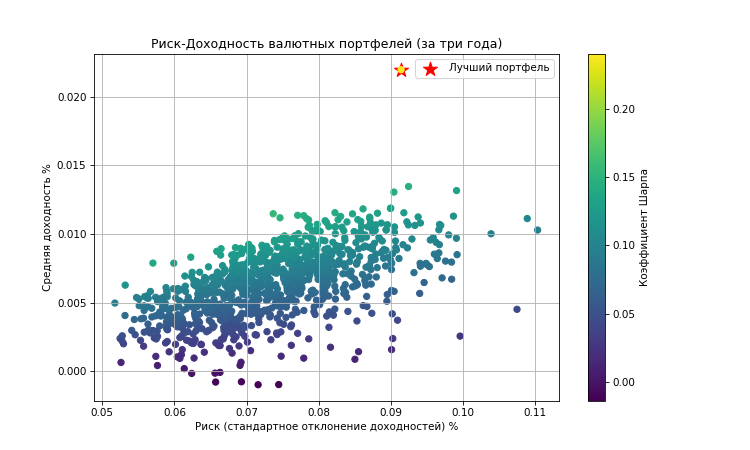 Риск-Доходность валютных портфелей (за три года)
Лучший портфель
Средняя доходность %
0.020
0.015
0.010
0.005
0.000
0.05 0.06 0.07 0.08 0.09 0.10 0.11
Риск (стандартное отклонение доходностей) %
0.20
0.15
0.10
0.05
0.00
Коэффициент Шарпа